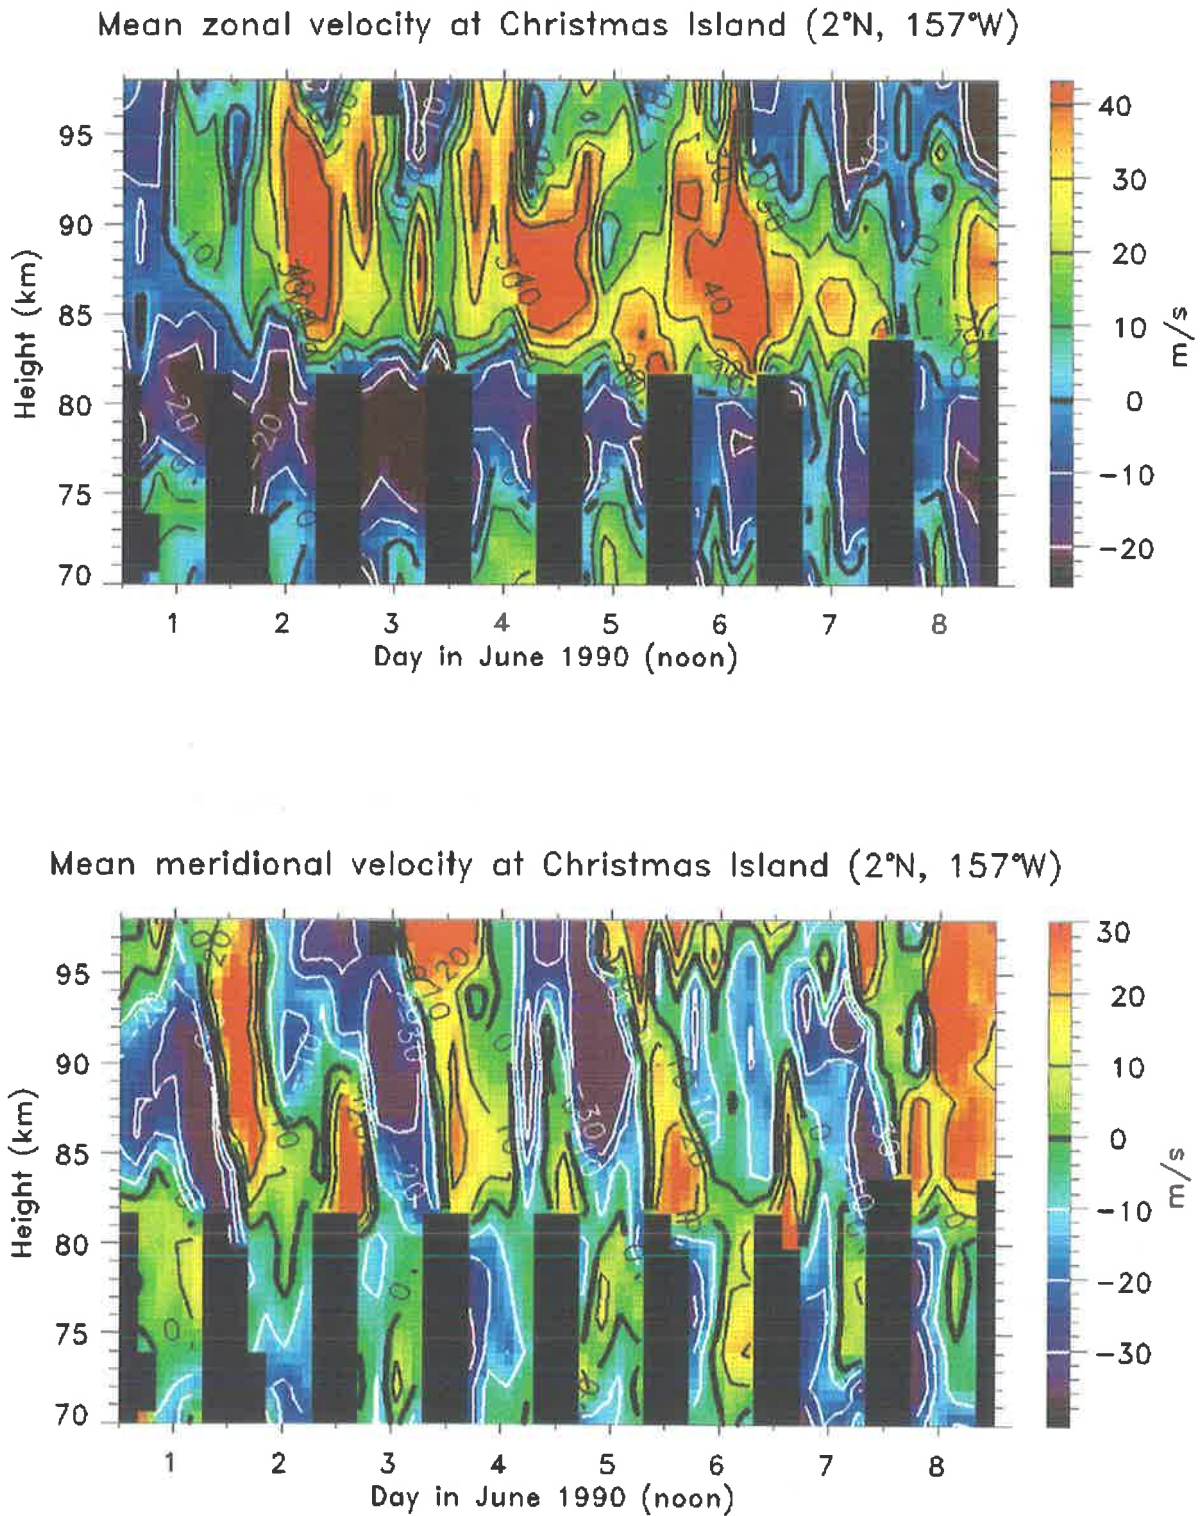 Mean zonal velocity at Christmas Island (2°N, 157°W)
95
90
85
80
75
70
Height (km)
1 2 3 4 5 6 7 8
Day in June 1990 (noon)
40
30
20
10
0
−10
−20
m/s
Mean meridional velocity at Christmas Island (2°N, 157°W)
95
90
85
80
75
70
Height (km)
1 2 3 4 5 6 7 8
Day in June 1990 (noon)
30
20
10
0
−10
−20
−30
m/s